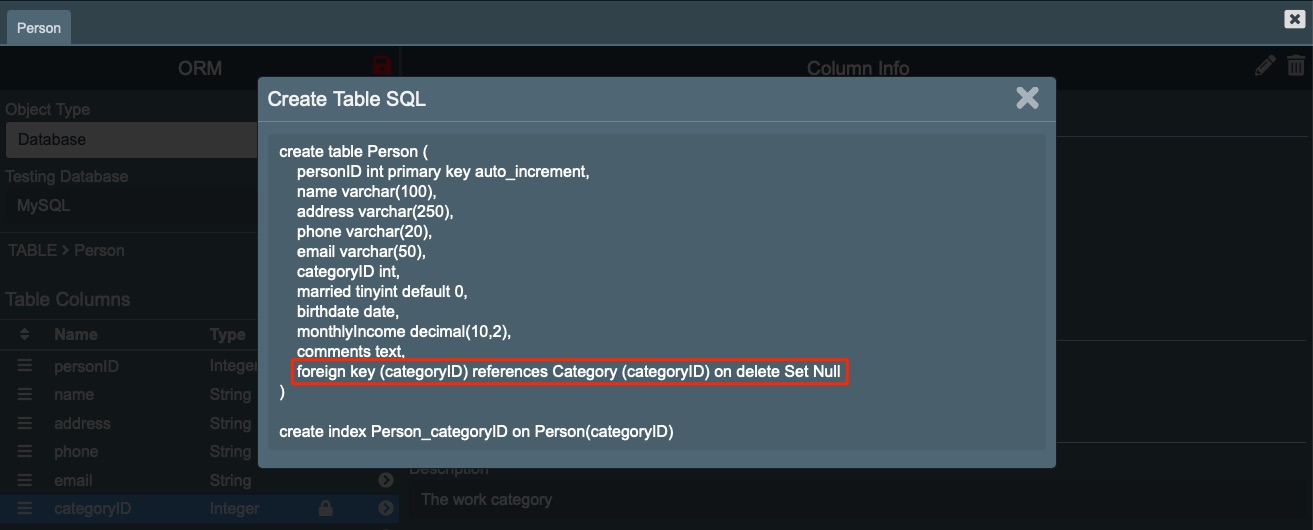 Person
ORM
Column Info
Object Type
Database
Testing Database
MySQL
TABLE > Person
Table Columns
Name Type
personID Integer
name String
address String
phone String
email String
categoryID Integer
Create Table SQL
create table Person (
personID int primary key auto_increment,
name varchar(100),
address varchar(250),
phone varchar(20),
email varchar(50),
categoryID int,
married tinyint default 0,
birthdate date,
monthlyIncome decimal(10,2),
comments text,
foreign key (categoryID) references Category (categoryID) on delete Set Null
)
create index Person_categoryID on Person(categoryID)
Description
The work category